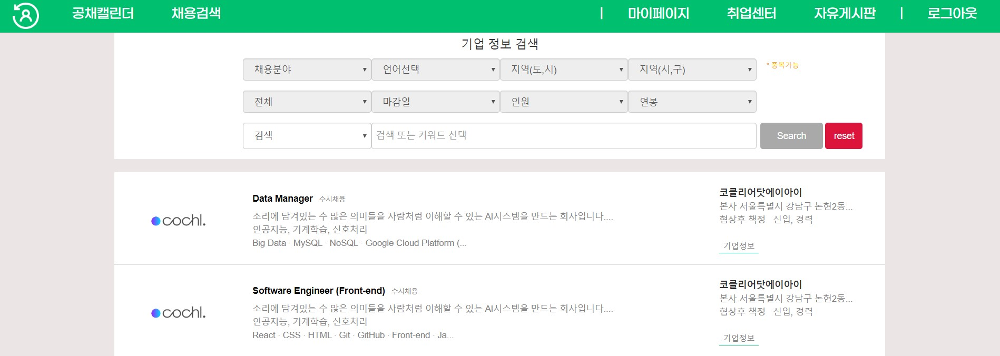 공채캘린더 채용검색 | 마이페이지 취업센터 자유게시판 | 로그아웃
기업 정보 검색
채용분야 언어선택 지역(도,시) 지역(시,구) * 중복가능
전체 마감일 인원 연봉
검색 검색 또는 키워드 선택 Search reset
cochl.
Data Manager 수시채용
소리에 담겨있는 수 많은 의미들을 사람처럼 이해할 수 있는 AI시스템을 만드는 회사입니다....
인공지능, 기계학습, 신호처리
Big Data · MySQL · NoSQL · Google Cloud Platform (...
코클리어닷에이아이
본사 서울특별시 강남구 논현2동...
협상후 책정 신입, 경력
기업정보
cochl.
Software Engineer (Front-end) 수시채용
소리에 담겨있는 수 많은 의미들을 사람처럼 이해할 수 있는 AI시스템을 만드는 회사입니다....
인공지능, 기계학습, 신호처리
React · CSS · HTML · Git · GitHub · Front-end · Ja...
코클리어닷에이아이
본사 서울특별시 강남구 논현2동...
협상후 책정 신입, 경력
기업정보